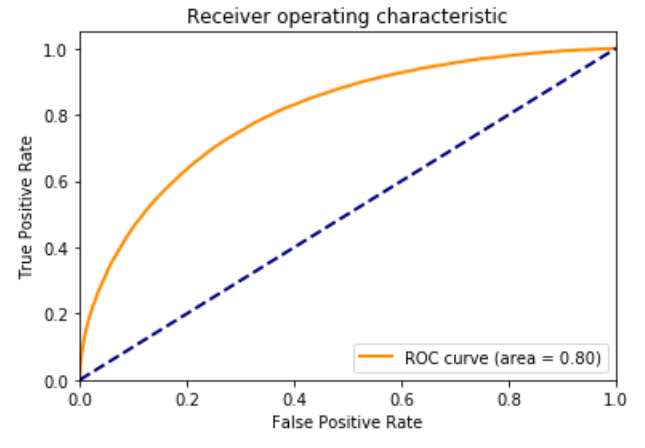 Receiver operating characteristic
1.0
0.8
0.6
0.4
0.2
0.0
True Positive Rate
ROC curve (area = 0.80)
0.0 0.2 0.4 0.6 0.8 1.0
False Positive Rate